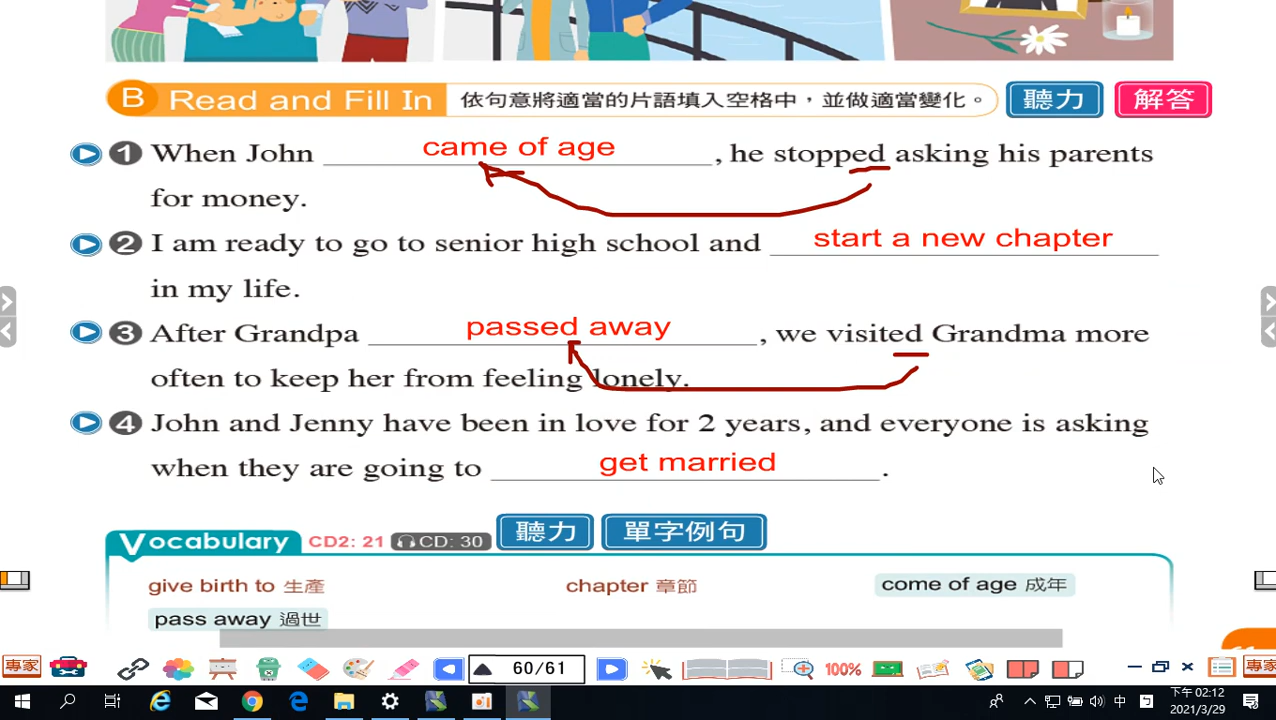 B Read and Fill In 依句意將適當的片語填入空格中，並做適當變化。 聽力 解答
1 When John came of age, he stopped asking his parents
for money.
2 I am ready to go to senior high school and start a new chapter
in my life.
3 After Grandpa passed away, we visited Grandma more
often to keep her from feeling lonely.
4 John and Jenny have been in love for 2 years, and everyone is asking
when they are going to get married.
Vocabulary CD2: 21 CD: 30 聽力 單字例句
give birth to 生產 chapter 章節 come of age 成年
pass away 過世
專家 60/61 100% 專家
中 下午 02:12
2021/3/29